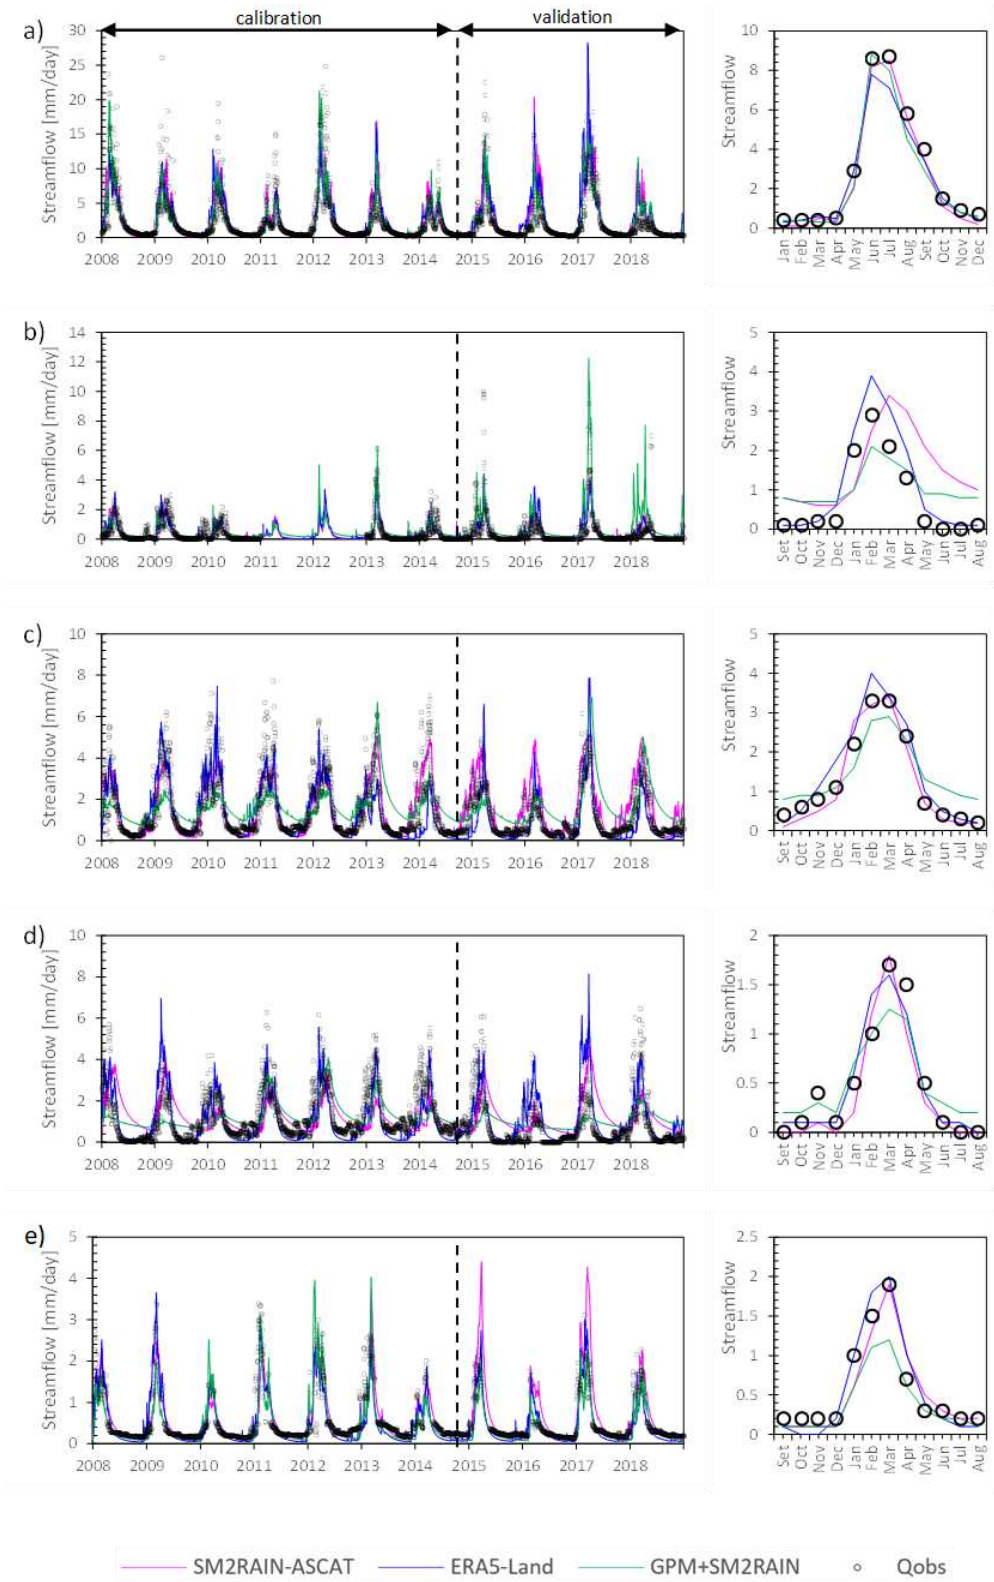 calibration validation
a)
Streamflow [mm/day]
30
25
20
15
10
5
0
2008 2009 2010 2011 2012 2013 2014 2015 2016 2017 2018
Streamflow
10
8
6
4
2
0
Jan Feb Mar Apr May Jun Jul Aug Set Oct Nov Dec
b)
Streamflow [mm/day]
14
12
10
8
6
4
2
0
2008 2009 2010 2011 2012 2013 2014 2015 2016 2017 2018
Streamflow
5
4
3
2
1
0
Set Oct Nov Dec Jan Feb Mar Apr May Jun Jul Aug
c)
Streamflow [mm/day]
10
8
6
4
2
0
2008 2009 2010 2011 2012 2013 2014 2015 2016 2017 2018
Streamflow
5
4
3
2
1
0
Set Oct Nov Dec Jan Feb Mar Apr May Jun Jul Aug
d)
Streamflow [mm/day]
10
8
6
4
2
0
2008 2009 2010 2011 2012 2013 2014 2015 2016 2017 2018
Streamflow
2
1.5
1
0.5
0
Set Oct Nov Dec Jan Feb Mar Apr May Jun Jul Aug
e)
Streamflow [mm/day]
5
4
3
2
1
0
2008 2009 2010 2011 2012 2013 2014 2015 2016 2017 2018
Streamflow
2.5
2
1.5
1
0.5
0
Set Oct Nov Dec Jan Feb Mar Apr May Jun Jul Aug
SM2RAIN-ASCAT ERA5-Land GPM+SM2RAIN Qobs